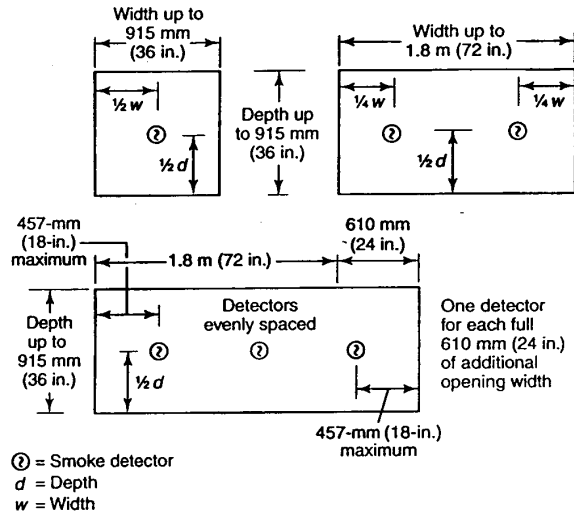 Width up to
915 mm
(36 in.)
½ w
½ d
Depth up
to 915 mm
(36 in.)
Width up to
1.8 m (72 in.)
¼ w
¼ w
½ d
457-mm
(18-in.)
maximum
1.8 m (72 in.)
610 mm
(24 in.)
Depth
up to
915 mm
(36 in.)
Detectors
evenly spaced
½ d
One detector
for each full
610 mm (24 in.)
of additional
opening width
457-mm (18-in.)
maximum
= Smoke detector
d = Depth
w = Width